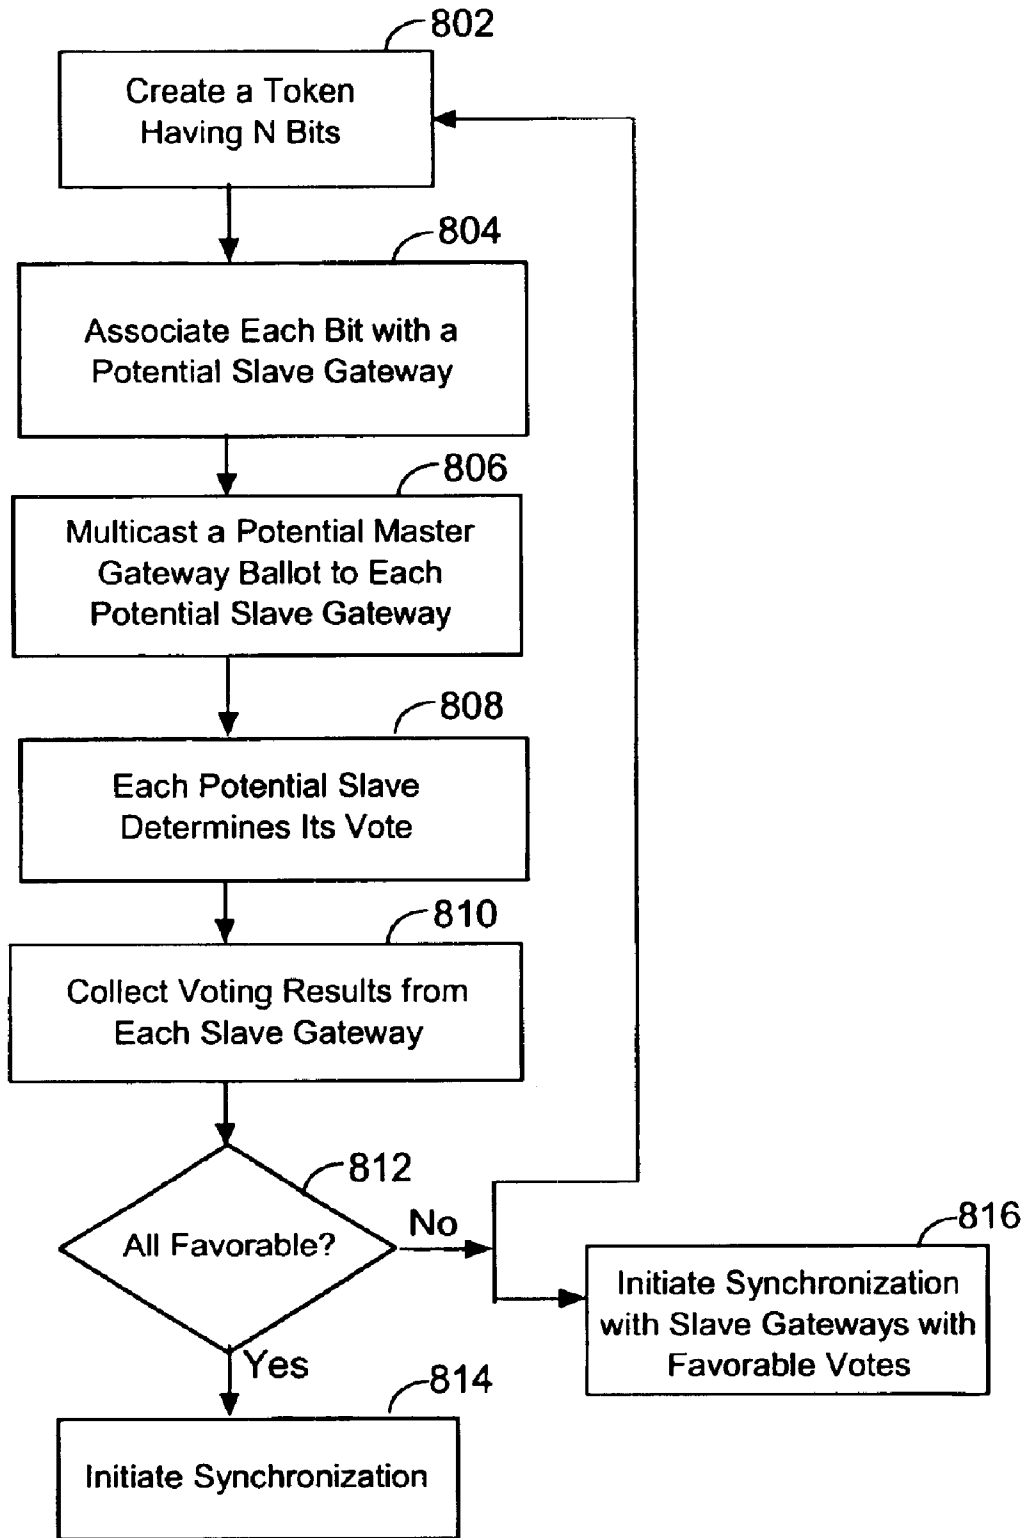 802
Create a Token
Having N Bits
804
Associate Each Bit with a
Potential Slave Gateway
806
Multicast a Potential Master
Gateway Ballot to Each
Potential Slave Gateway
808
Each Potential Slave
Determines Its Vote
810
Collect Voting Results from
Each Slave Gateway
812
All Favorable?
No
816
Initiate Synchronization
with Slave Gateways with
Favorable Votes
Yes
814
Initiate Synchronization